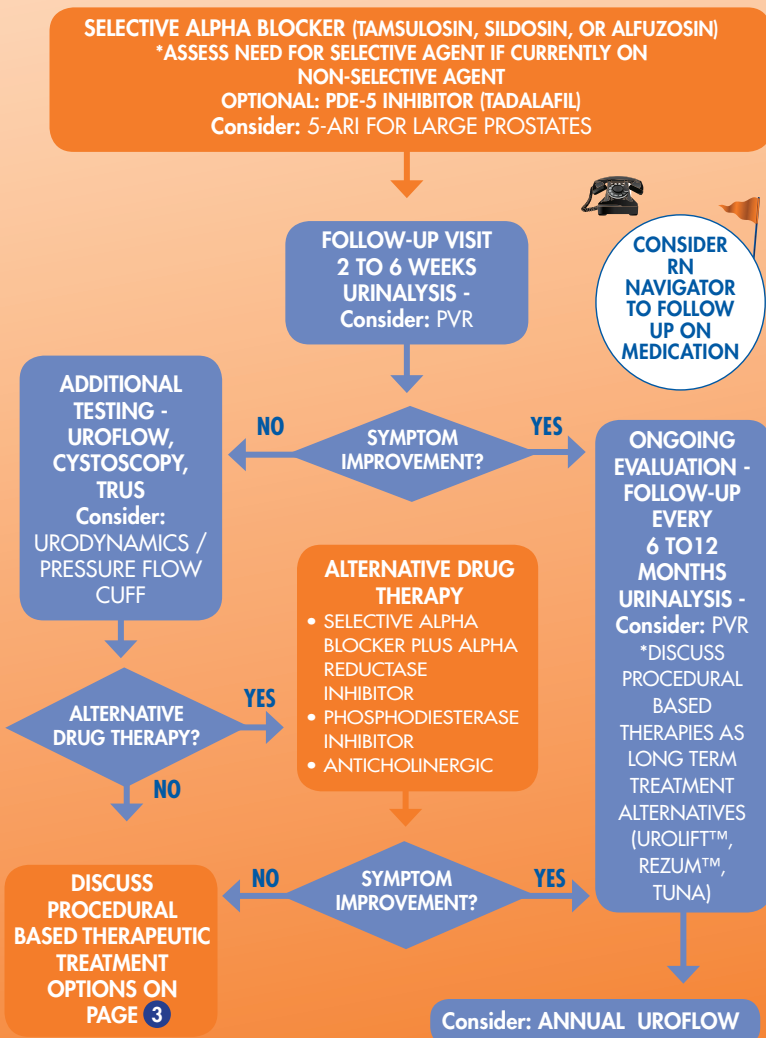 SELECTIVE ALPHA BLOCKER (TAMSULOSIN, SILDOSIN, OR ALFUZOSIN)
*ASSESS NEED FOR SELECTIVE AGENT IF CURRENTLY ON
NON-SELECTIVE AGENT
OPTIONAL: PDE-5 INHIBITOR (TADALAFIL)
Consider: 5-ARI FOR LARGE PROSTATES
FOLLOW-UP VISIT
2 TO 6 WEEKS
URINALYSIS -
Consider: PVR
CONSIDER
RN
NAVIGATOR
TO FOLLOW
UP ON
MEDICATION
SYMPTOM
IMPROVEMENT?
NO
YES
ADDITIONAL
TESTING -
UROFLOW,
CYSTOSCOPY,
TRUS
Consider:
URODYNAMICS /
PRESSURE FLOW
CUFF
ALTERNATIVE
DRUG THERAPY?
YES
NO
ALTERNATIVE DRUG
THERAPY
• SELECTIVE ALPHA
BLOCKER PLUS ALPHA
REDUCTASE
INHIBITOR
• PHOSPHODIESTERASE
INHIBITOR
• ANTICHOLINERGIC
SYMPTOM
IMPROVEMENT?
NO
YES
DISCUSS
PROCEDURAL
BASED THERAPEUTIC
TREATMENT
OPTIONS ON
PAGE 3
ONGOING
EVALUATION -
FOLLOW-UP
EVERY
6 TO12
MONTHS
URINALYSIS -
Consider: PVR
*DISCUSS
PROCEDURAL
BASED
THERAPIES AS
LONG TERM
TREATMENT
ALTERNATIVES
(UROLIFT™,
REZUM™,
TUNA)
Consider: ANNUAL UROFLOW